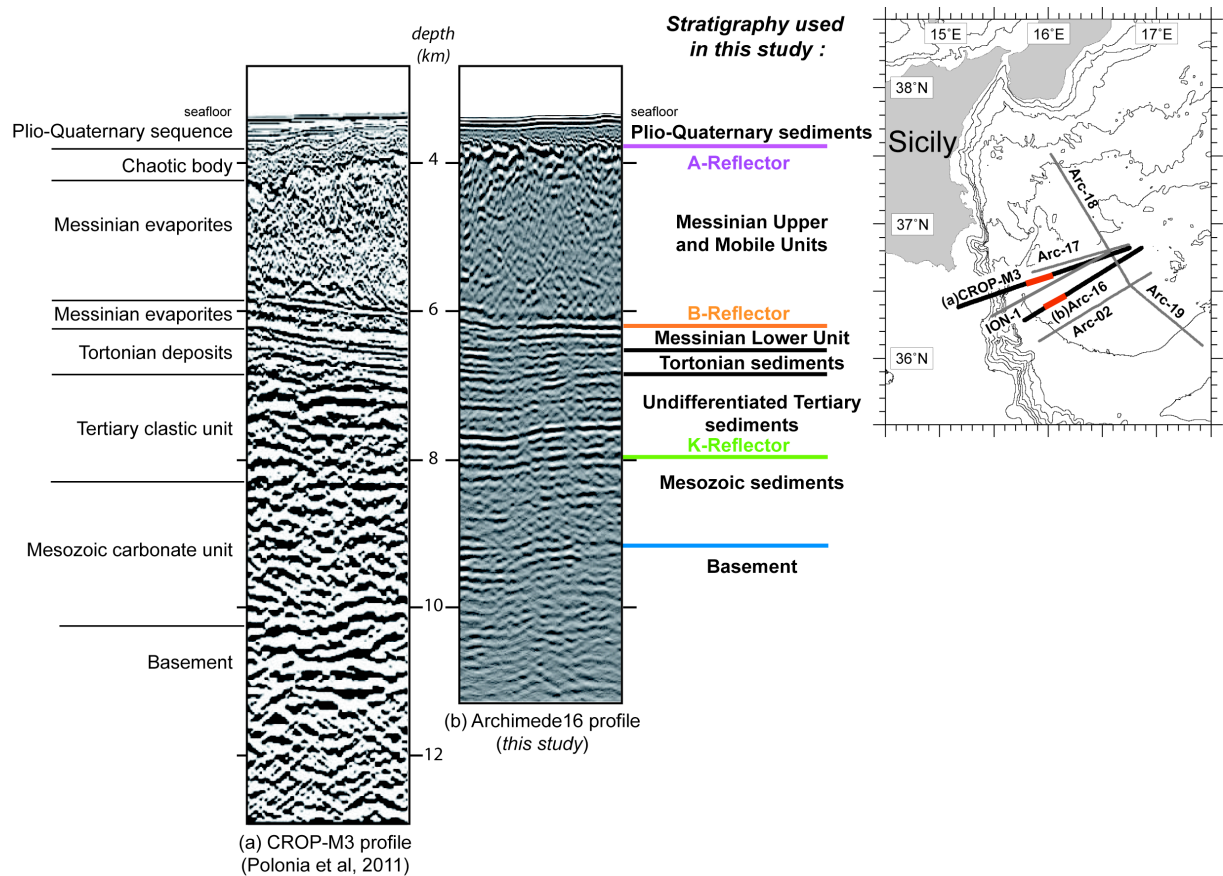 depth
(km)
Stratigraphy used
in this study :
seafloor
Plio-Quaternary sequence
Chaotic body
Messinian evaporites
Messinian evaporites
Tortonian deposits
Tertiary clastic unit
Mesozoic carbonate unit
Basement
4
6
8
10
12
(a) CROP-M3 profile
(Polonia et al, 2011)
(b) Archimede16 profile
(this study)
seafloor
Plio-Quaternary sediments
A-Reflector
Messinian Upper
and Mobile Units
B-Reflector
Messinian Lower Unit
Tortonian sediments
Undifferentiated Tertiary
sediments
K-Reflector
Mesozoic sediments
Basement
15˚E
16˚E
17˚E
38˚N
Sicily
37˚N
36˚N
Arc-18
Arc-17
(a)CROP-M3
ION-1
(b)Arc-16
Arc-02
Arc-19